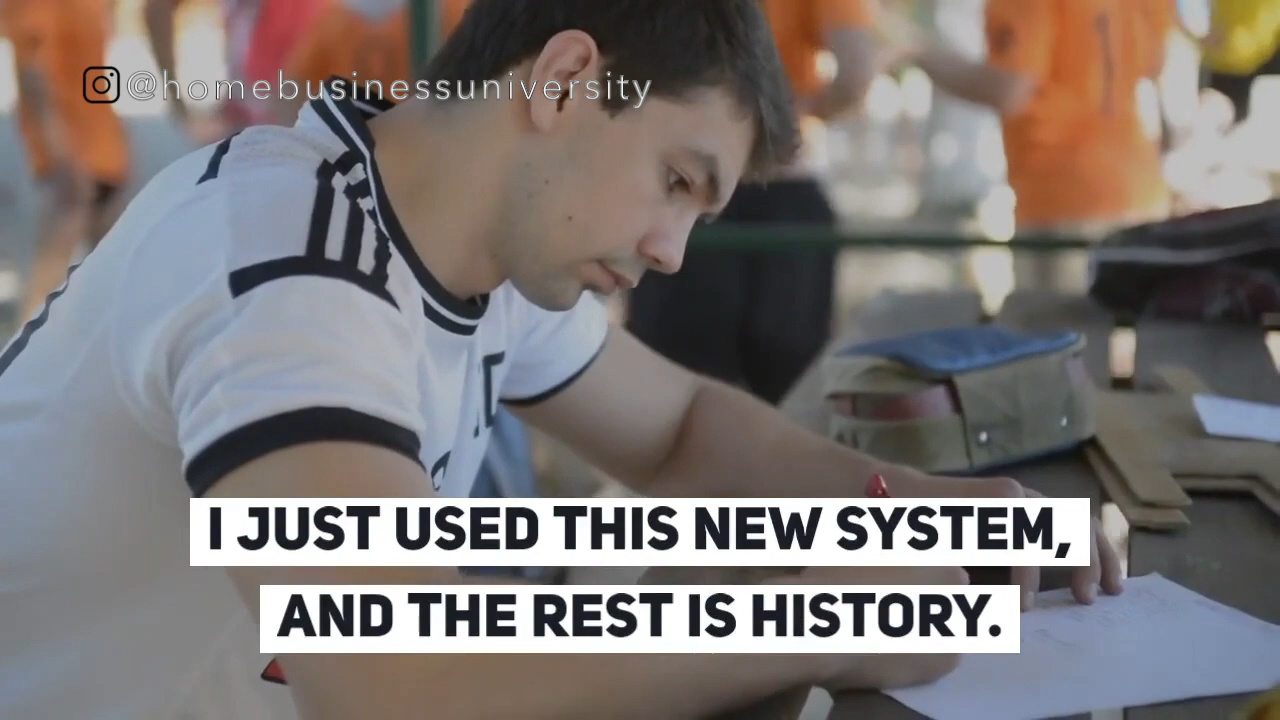 @homebusinessuniversity
I JUST USED THIS NEW SYSTEM,
AND THE REST IS HISTORY.